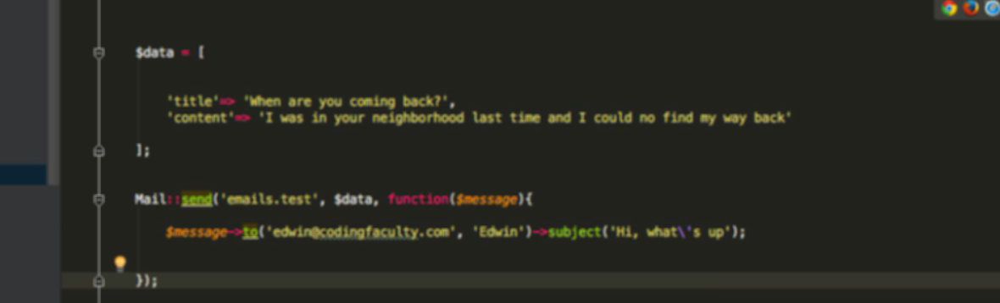 $data = [
'title'=> 'When are you coming back?',
'content'=> 'I was in your neighborhood last time and I could no find my way back'
];
Mail::send('emails.test', $data, function($message){
$message->to('edwin@codingfaculty.com', 'Edwin')->subject('Hi, what\'s up');
});